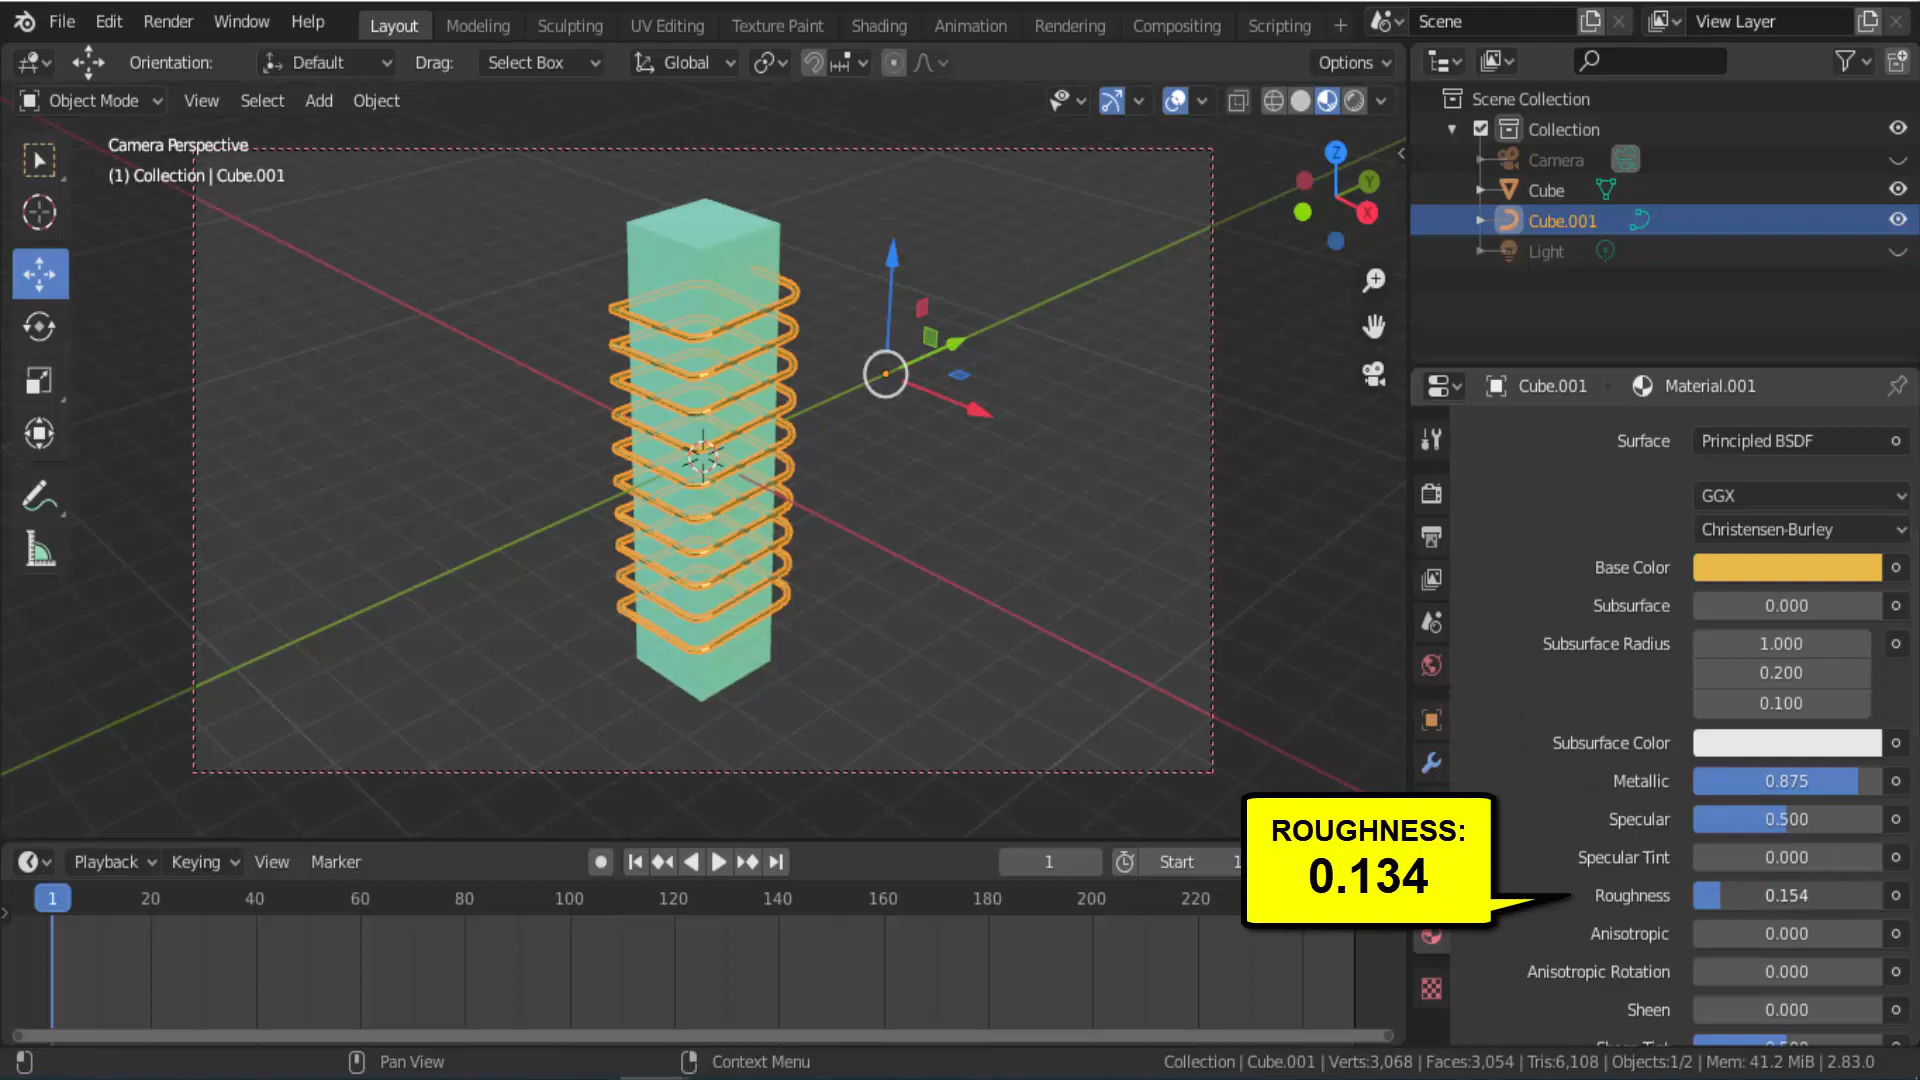 File Edit Render Window Help Layout Modeling Sculpting UV Editing Texture Paint Shading Animation Rendering Compositing Scripting + Scene View Layer
Orientation: Default Drag: Select Box Global Options
Object Mode View Select Add Object
Camera Perspective
(1) Collection | Cube.001
Z
Y
X
Scene Collection
Collection
Camera
Cube
Cube.001
Light
Cube.001 Material.001
Surface Principled BSDF
GGX
Christensen-Burley
Base Color
Subsurface 0.000
Subsurface Radius 1.000
0.200
0.100
Subsurface Color
Metallic 0.875
Specular 0.500
Specular Tint 0.000
Roughness 0.154
Anisotropic 0.000
Anisotropic Rotation 0.000
Sheen 0.000
ROUGHNESS:
0.134
Playback Keying View Marker 1 Start 1
1 20 40 60 80 100 120 140 160 180 200 220
Pan View Context Menu Collection | Cube.001 | Verts:3,068 | Faces:3,054 | Tris:6,108 | Objects:1/2 | Mem: 41.2 MiB | 2.83.0